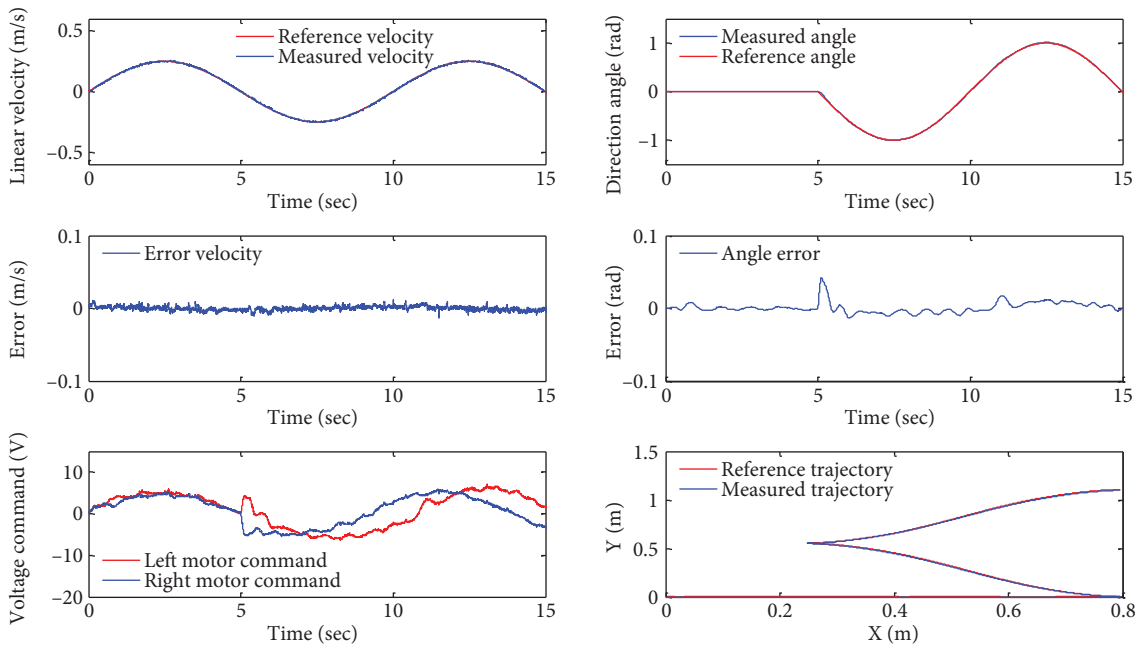 Linear velocity (m/s)
0.5
0
−0.5
Reference velocity
Measured velocity
0 5 10 15
Time (sec)
Direction angle (rad)
1
0
−1
Measured angle
Reference angle
0 5 10 15
Time (sec)
Error (m/s)
0.1
0
−0.1
Error velocity
0 5 10 15
Time (sec)
Error (rad)
0.1
0
−0.1
Angle error
0 5 10 15
Time (sec)
Voltage command (V)
10
0
−10
−20
Left motor command
Right motor command
0 5 10 15
Time (sec)
Y (m)
1.5
1
0.5
0
Reference trajectory
Measured trajectory
0 0.2 0.4 0.6 0.8
X (m)